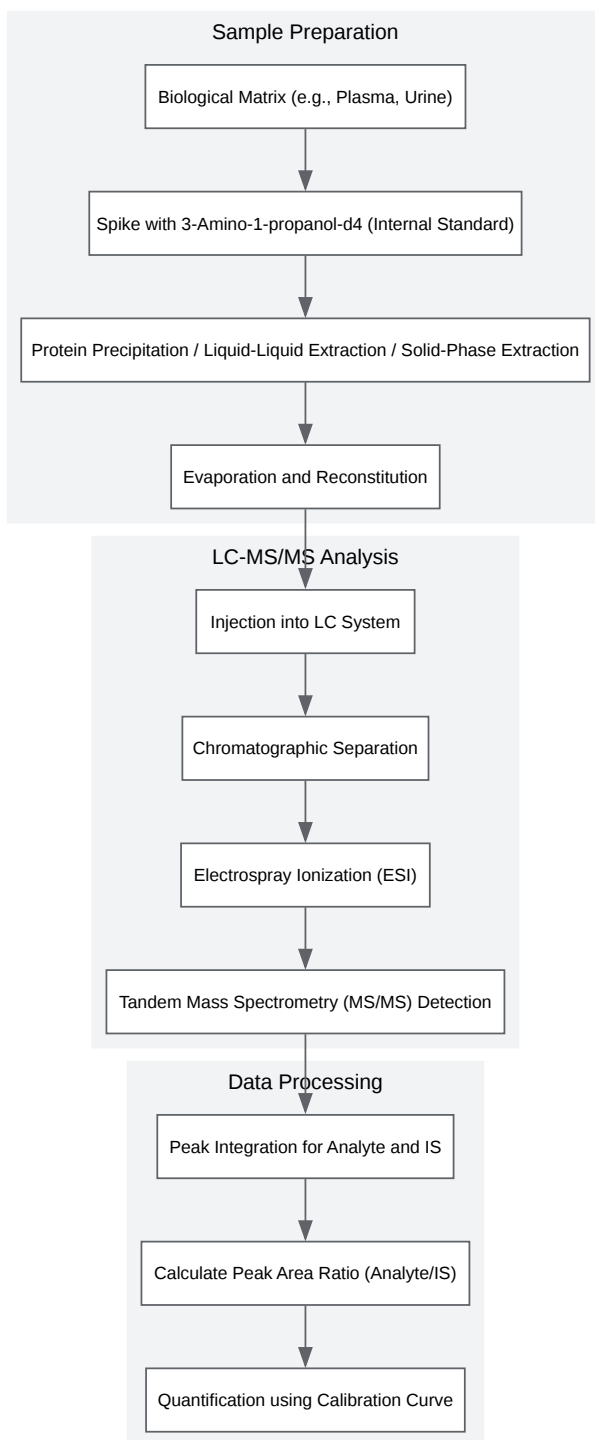 Sample Preparation
Biological Matrix (e.g., Plasma, Urine)
Spike with 3-Amino-1-propanol-d4 (Internal Standard)
Protein Precipitation / Liquid-Liquid Extraction / Solid-Phase Extraction
Evaporation and Reconstitution
LC-MS/MS Analysis
Injection into LC System
Chromatographic Separation
Electrospray Ionization (ESI)
Tandem Mass Spectrometry (MS/MS) Detection
Data Processing
Peak Integration for Analyte and IS
Calculate Peak Area Ratio (Analyte/IS)
Quantification using Calibration Curve